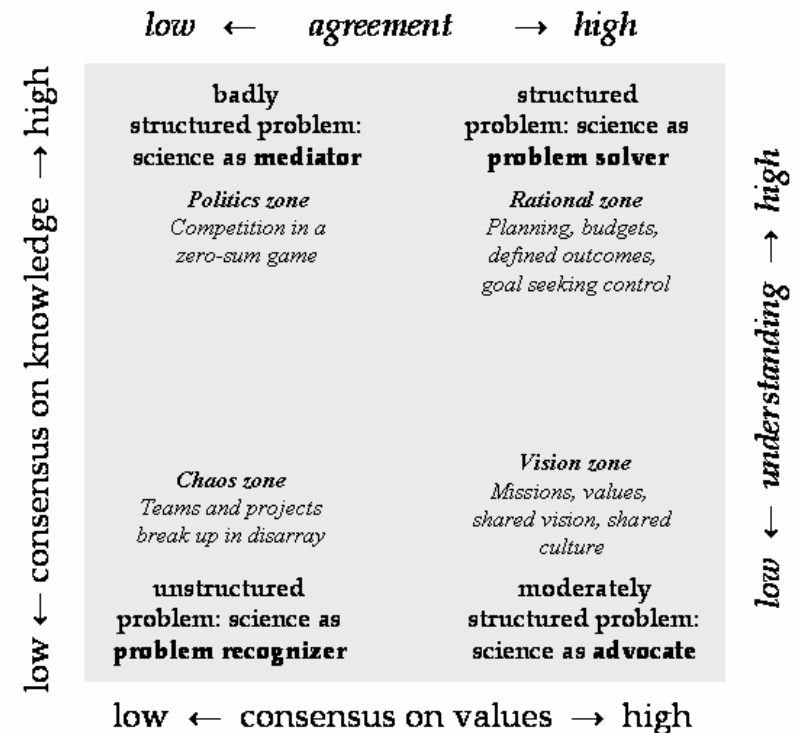 low ← agreement → high
low ← consensus on knowledge → high
badly
structured problem:
science as mediator
Politics zone
Competition in a
zero-sum game
structured
problem: science as
problem solver
Rational zone
Planning, budgets,
defined outcomes,
goal seeking control
low ← understanding → high
Chaos zone
Teams and projects
break up in disarray
unstructured
problem: science as
problem recognizer
Vision zone
Missions, values,
shared vision, shared
culture
moderately
structured problem:
science as advocate
low ← consensus on values → high